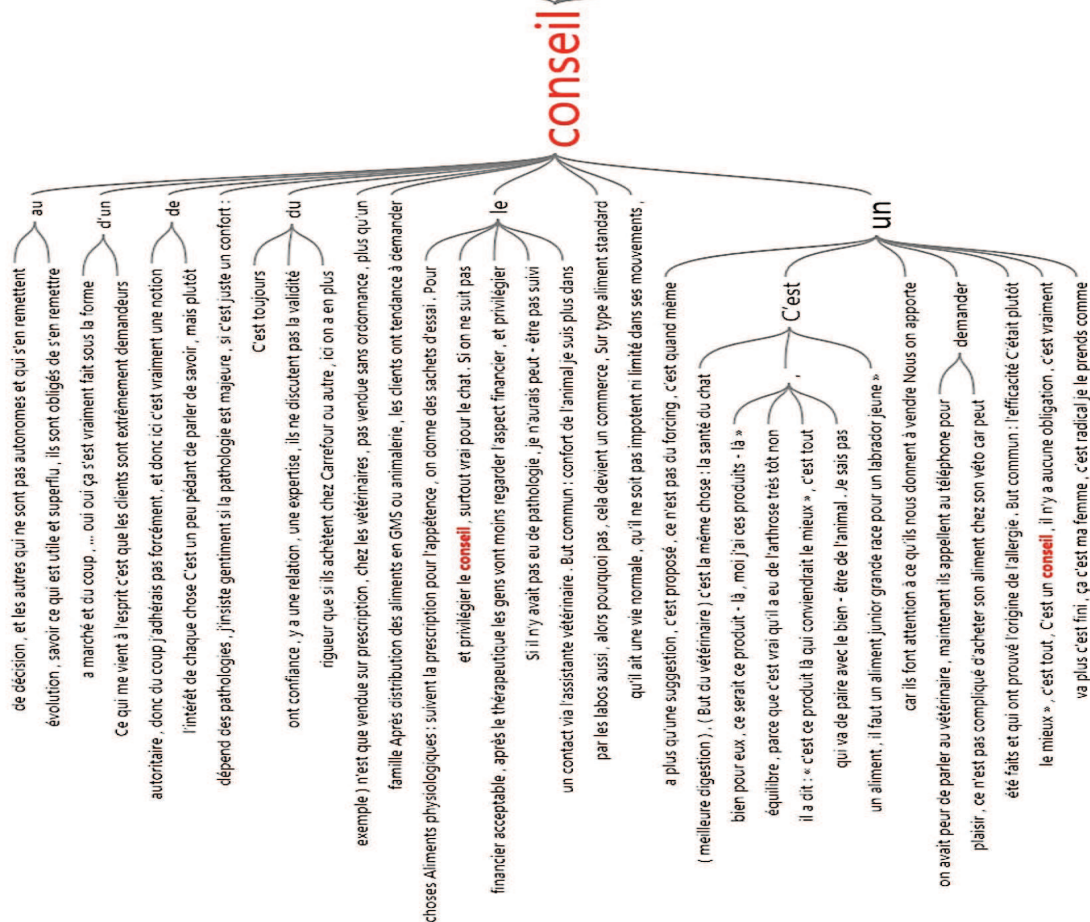 conseil
au
de décision , et les autres qui ne sont pas autonomes et qui s'en remettent
évolution , savoir ce qui est utile et superflu , ils sont obligés de s'en remettre
d'un
a marché et du coup , ... oui oui ça s'est vraiment fait sous la forme
Ce qui me vient à l'esprit c'est que les clients sont extrêmement demandeurs
de
autoritaire , donc du coup j'adhérais pas forcément , et donc ici c'est vraiment une notion
l'intérêt de chaque chose C'est un peu pédant de parler de savoir , mais plutôt
dépend des pathologies , j'insiste gentiment si la pathologie est majeure , si c'est juste un confort :
du
C'est toujours
ont confiance , y a une relation , une expertise , ils ne discutent pas la validité
rigueur que si ils achètent chez Carrefour ou autre , ici on a en plus
exemple ) n'est que vendue sur prescription , chez les vétérinaires , pas vendue sans ordonnance , plus qu'un
famille Après distribution des aliments en GMS ou animalerie, les clients ont tendance à demander
choses Aliments physiologiques : suivent la prescription pour l'appétence , on donne des sachets d'essai . Pour
le
et privilégier le conseil , surtout vrai pour le chat . Si on ne suit pas
financier acceptable , après le thérapeutique les gens vont moins regarder l'aspect financier , et privilégier
Si il n'y avait pas eu de pathologie , je n'aurais peut - être pas suivi
un contact via l'assistante vétérinaire . But commun : confort de l'animal je suis plus dans
par les labos aussi , alors pourquoi pas , cela devient un commerce , Sur type aliment standard
qu'il ait une vie normale , qu'il ne soit pas impotent ni limité dans ses mouvements ,
un
a plus qu'une suggestion , c'est proposé , ce n'est pas du forcing , c'est quand même
C'est
( meilleure digestion ) , ( But du vétérinaire ) c'est la même chose : la santé du chat
,
bien pour eux , ce serait ce produit - là , moi j'ai ces produits - là »
équilibre , parce que c'est vrai qu'il a eu de l'arthrose très tôt non
il a dit : « c'est ce produit là qui conviendrait le mieux » , c'est tout
qui va de paire avec le bien - être de l'animal . Je sais pas
un aliment , il faut un aliment junior grande race pour un labrador jeune »
car ils font attention à ce qu'ils nous donnent à vendre Nous on apporte
demander
on avait peur de parler au vétérinaire , maintenant ils appellent au téléphone pour
plaisir , ce n'est pas compliqué d'acheter son aliment chez son véto car peut
été faits et qui ont prouvé l'origine de l'allergie . But commun : l'efficacité C'était plutôt
le mieux » , c'est tout , C'est un conseil , il n'y a aucune obligation , c'est vraiment
va plus c'est fini , ça c'est ma femme , c'est radical je le prends comme